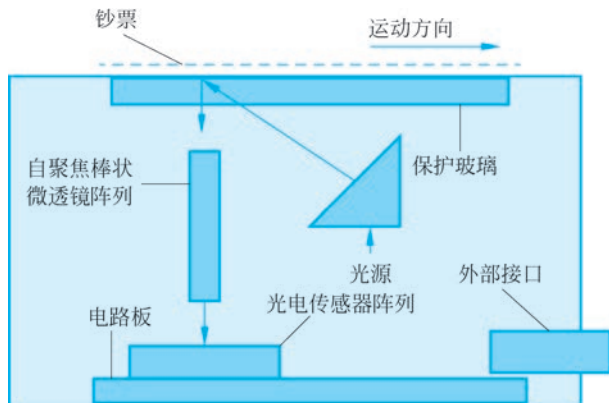 钞票
运动方向
自聚焦棒状
微透镜阵列
保护玻璃
光源
外部接口
光电传感器阵列
电路板